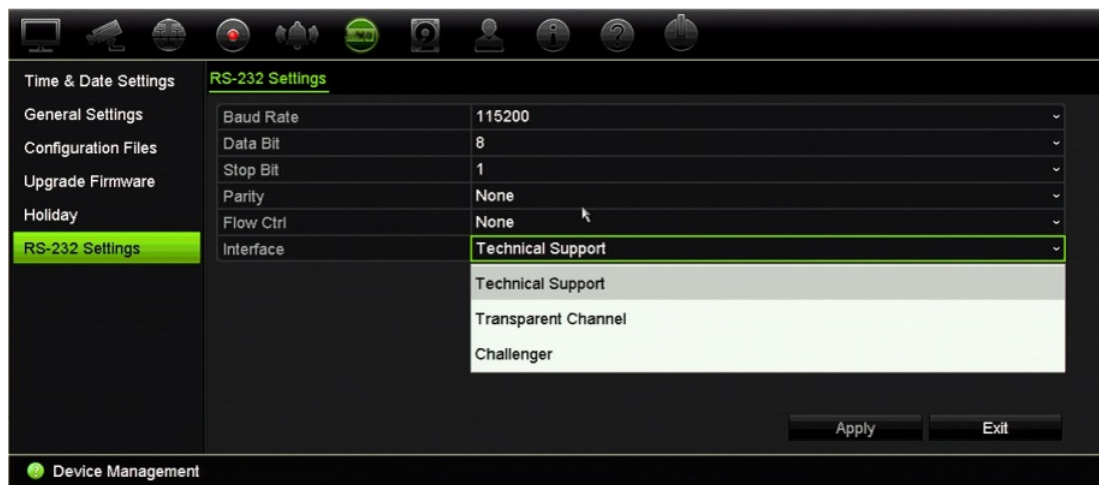 Time & Date Settings
General Settings
Configuration Files
Upgrade Firmware
Holiday
RS-232 Settings
RS-232 Settings
Baud Rate 115200
Data Bit 8
Stop Bit 1
Parity None
Flow Ctrl None
Interface Technical Support
Technical Support
Transparent Channel
Challenger
Apply Exit
Device Management